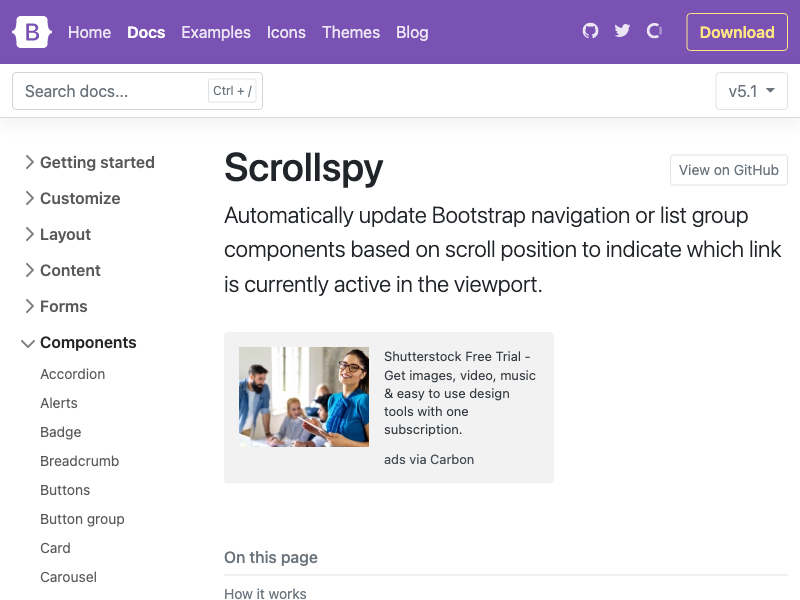 B
Home Docs Examples Icons Themes Blog Download
Search docs... Ctrl + / v5.1
Getting started
Customize
Layout
Content
Forms
Components
Accordion
Alerts
Badge
Breadcrumb
Buttons
Button group
Card
Carousel
Scrollspy
View on GitHub
Automatically update Bootstrap navigation or list group
components based on scroll position to indicate which link
is currently active in the viewport.
Shutterstock Free Trial -
Get images, video, music
& easy to use design
tools with one
subscription.
ads via Carbon
On this page
How it works